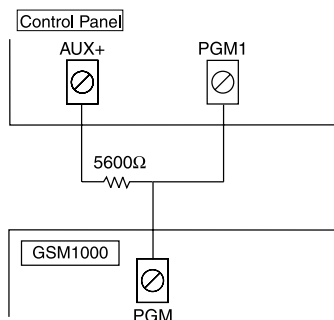 Control Panel
AUX+ PGM1
5600Ω
GSM1000
PGM